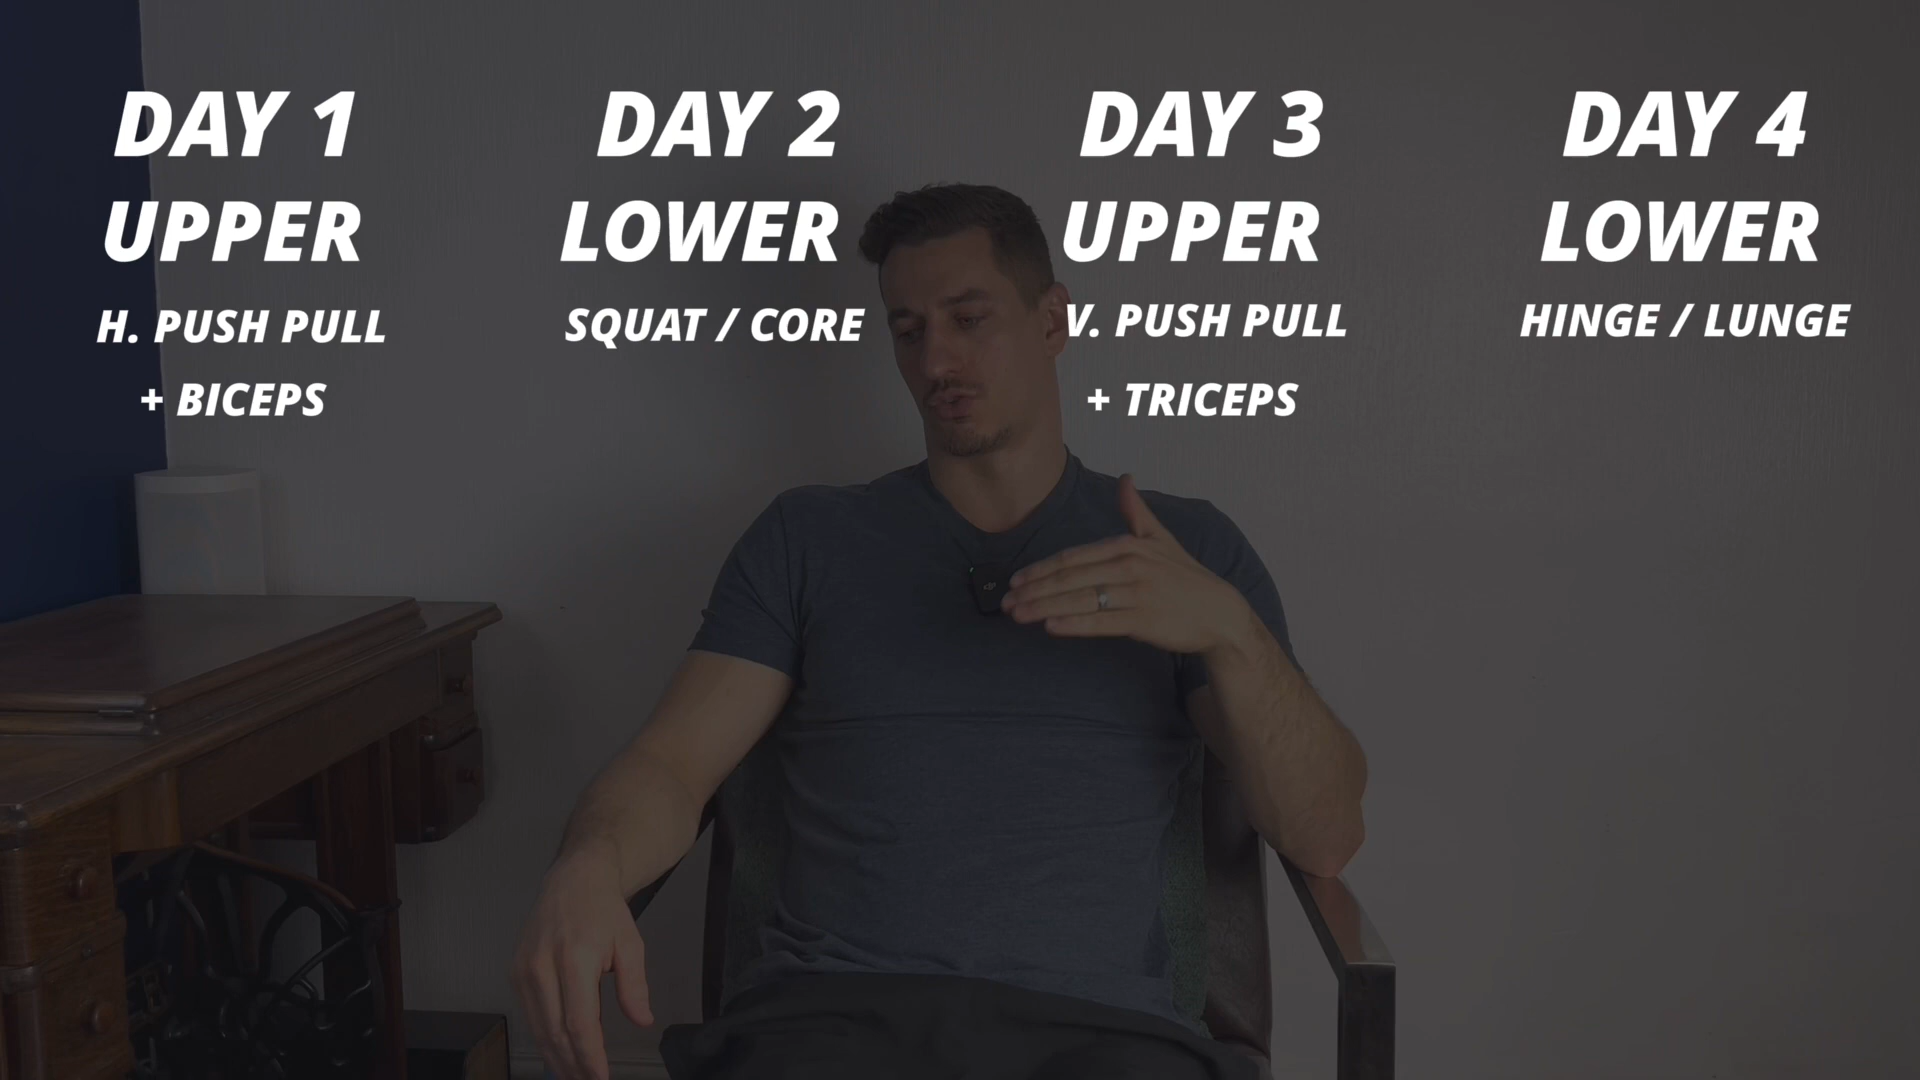 DAY 1
UPPER
H. PUSH PULL
+ BICEPS
DAY 2
LOWER
SQUAT / CORE
DAY 3
UPPER
V. PUSH PULL
+ TRICEPS
DAY 4
LOWER
HINGE / LUNGE